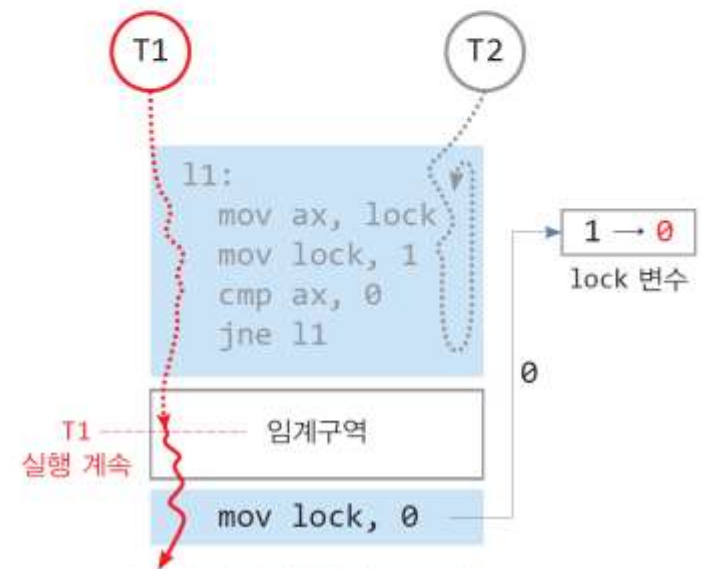 T1
T2
l1:
mov ax, lock
mov lock, 1
cmp ax, 0
jne l1
1 → 0
lock 변수
0
T1
실행 계속
임계구역
mov lock, 0